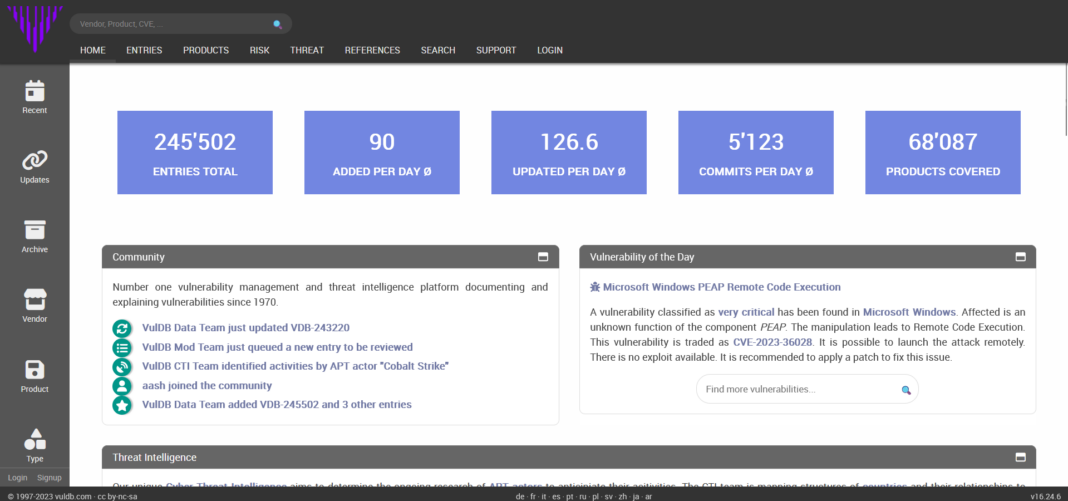 Vendor, Product, CVE, ...
HOME ENTRIES PRODUCTS RISK THREAT REFERENCES SEARCH SUPPORT LOGIN
Recent
Updates
Archive
Vendor
Product
Type
Login Signup
245'502
ENTRIES TOTAL
90
ADDED PER DAY Ø
126.6
UPDATED PER DAY Ø
5'123
COMMITS PER DAY Ø
68'087
PRODUCTS COVERED
Community
Number one vulnerability management and threat intelligence platform documenting and
explaining vulnerabilities since 1970.
VulDB Data Team just updated VDB-243220
VulDB Mod Team just queued a new entry to be reviewed
VulDB CTI Team identified activities by APT actor "Cobalt Strike"
aash joined the community
VulDB Data Team added VDB-245502 and 3 other entries
Vulnerability of the Day
Microsoft Windows PEAP Remote Code Execution
A vulnerability classified as very critical has been found in Microsoft Windows. Affected is an
unknown function of the component PEAP. The manipulation leads to Remote Code Execution.
This vulnerability is traded as CVE-2023-36028. It is possible to launch the attack remotely.
There is no exploit available. It is recommended to apply a patch to fix this issue.
Find more vulnerabilities...
Threat Intelligence
Our unique Cyber Threat Intelligence aims to determine the ongoing research of APT actors to anticipiate their acitivities. The CTI team is mapping structures of countries and their relationships to
© 1997-2023 vuldb.com · cc by-nc-sa
de · fr · it · es · pt · ru · pl · sv · zh · ja · ar
v16.24.6